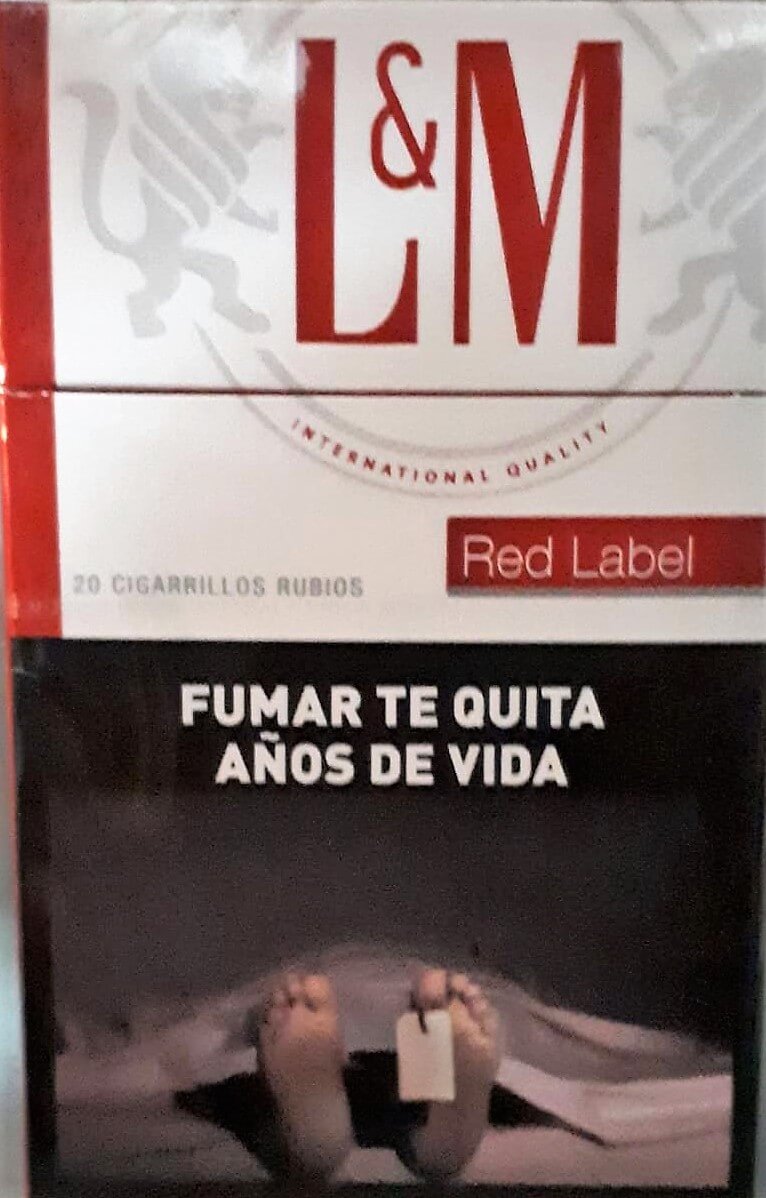 L&M
INTERNATIONAL QUALITY
Red Label
20 CIGARRILLOS RUBIOS
FUMAR TE QUITA
AÑOS DE VIDA